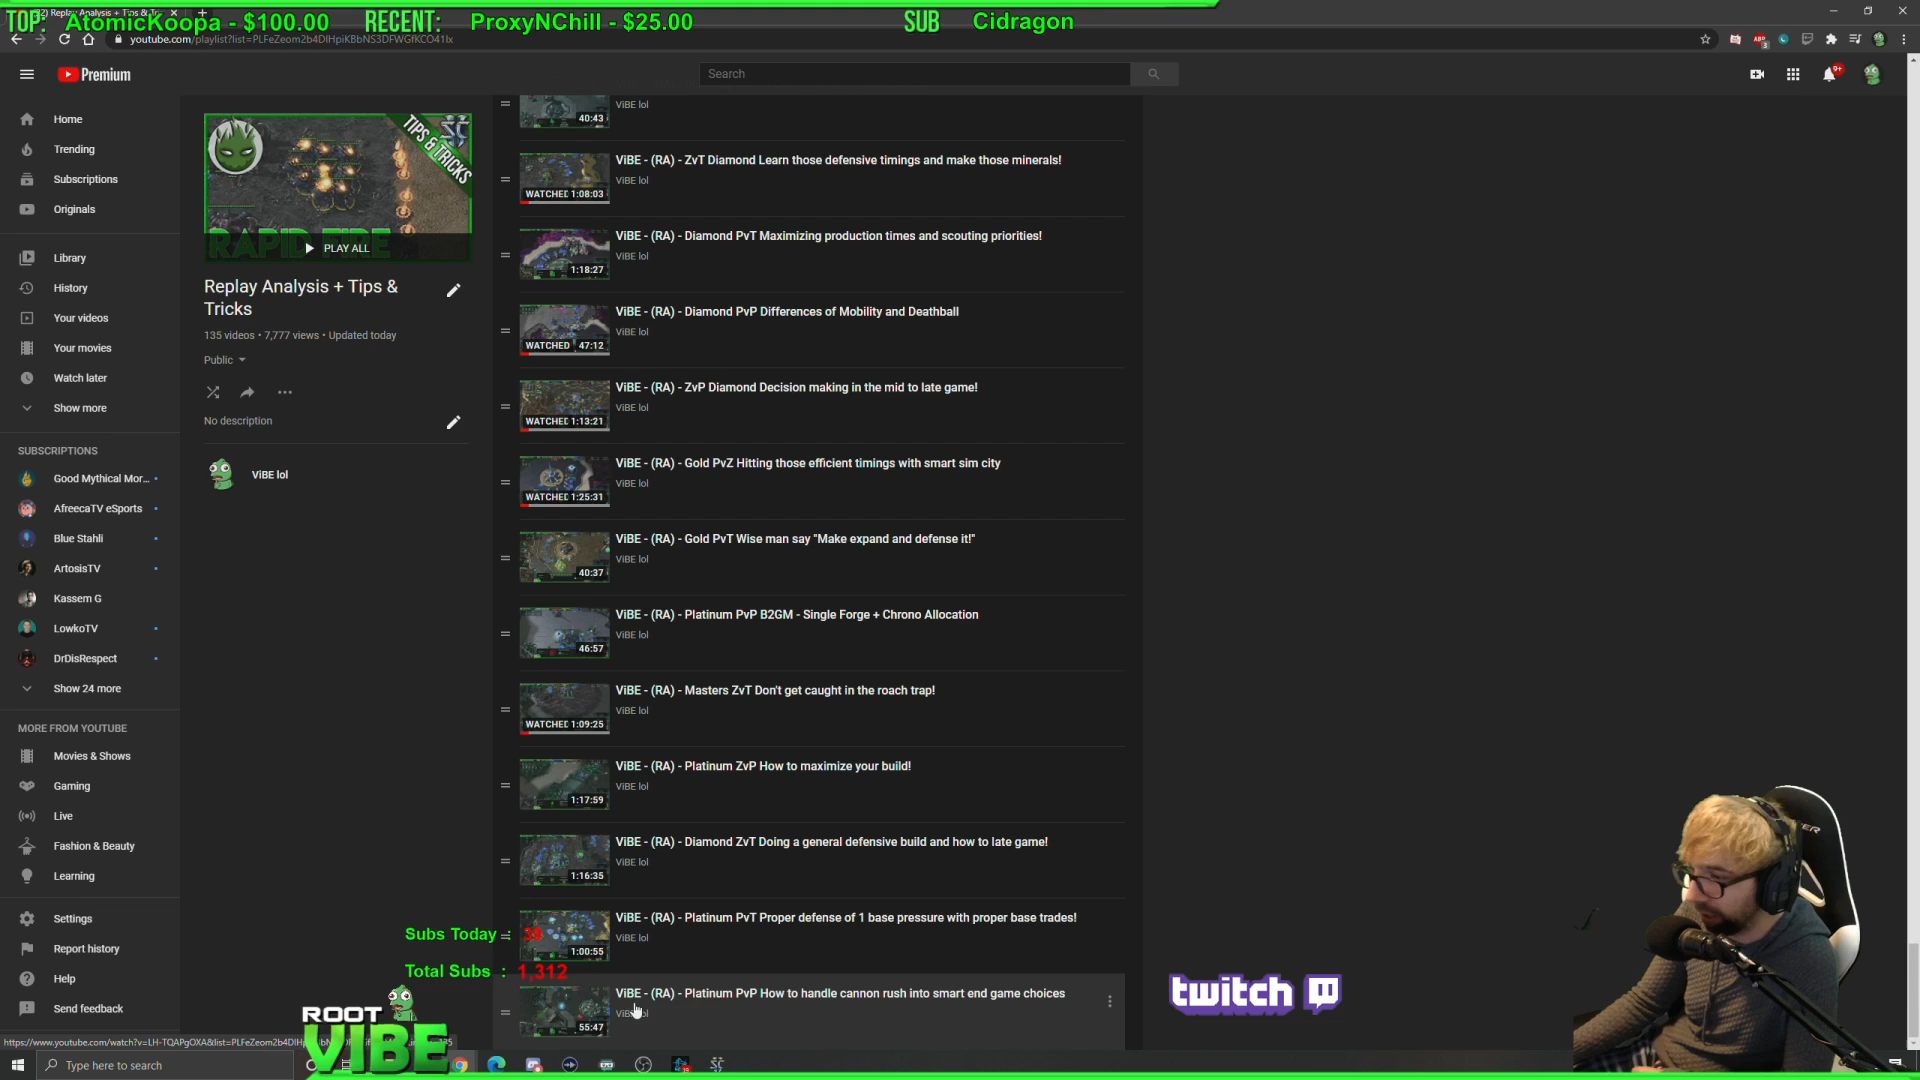 TOP: AtomicKoopa - $100.00 RECENT: ProxyNChill - $25.00 SUB Cidragon
youtube.com/playlist?list=PLFeZeom2b4DIHpiKBbNS3DFWGfKCO41Ix
Premium
Search
9+
Home
Trending
Subscriptions
Originals
Library
History
Your videos
Your movies
Watch later
Show more
SUBSCRIPTIONS
Good Mythical Mor...
AfreecaTV eSports
Blue Stahli
ArtosisTV
Kassem G
LowkoTV
DrDisRespect
Show 24 more
MORE FROM YOUTUBE
Movies & Shows
Gaming
Live
Fashion & Beauty
Learning
Settings
Report history
Help
Send feedback
TIPS & TRICKS
RAPID FIRE
PLAY ALL
Replay Analysis + Tips & Tricks
135 videos • 7,777 views • Updated today
Public
No description
ViBE lol
ViBE lol
40:43
ViBE - (RA) - ZvT Diamond Learn those defensive timings and make those minerals!
ViBE lol
WATCHED 1:08:03
ViBE - (RA) - Diamond PvT Maximizing production times and scouting priorities!
ViBE lol
1:18:27
ViBE - (RA) - Diamond PvP Differences of Mobility and Deathball
ViBE lol
WATCHED 47:12
ViBE - (RA) - ZvP Diamond Decision making in the mid to late game!
ViBE lol
WATCHED 1:13:21
ViBE - (RA) - Gold PvZ Hitting those efficient timings with smart sim city
ViBE lol
WATCHED 1:25:31
ViBE - (RA) - Gold PvT Wise man say "Make expand and defense it!"
ViBE lol
40:37
ViBE - (RA) - Platinum PvP B2GM - Single Forge + Chrono Allocation
ViBE lol
46:57
ViBE - (RA) - Masters ZvT Don't get caught in the roach trap!
ViBE lol
WATCHED 1:09:25
ViBE - (RA) - Platinum ZvP How to maximize your build!
ViBE lol
1:17:59
ViBE - (RA) - Diamond ZvT Doing a general defensive build and how to late game!
ViBE lol
1:16:35
ViBE - (RA) - Platinum PvT Proper defense of 1 base pressure with proper base trades!
ViBE lol
1:00:55
ViBE - (RA) - Platinum PvP How to handle cannon rush into smart end game choices
55:47
Subs Today : 39
Total Subs : 1,312
ROOT
VIBE
twitch
Type here to search